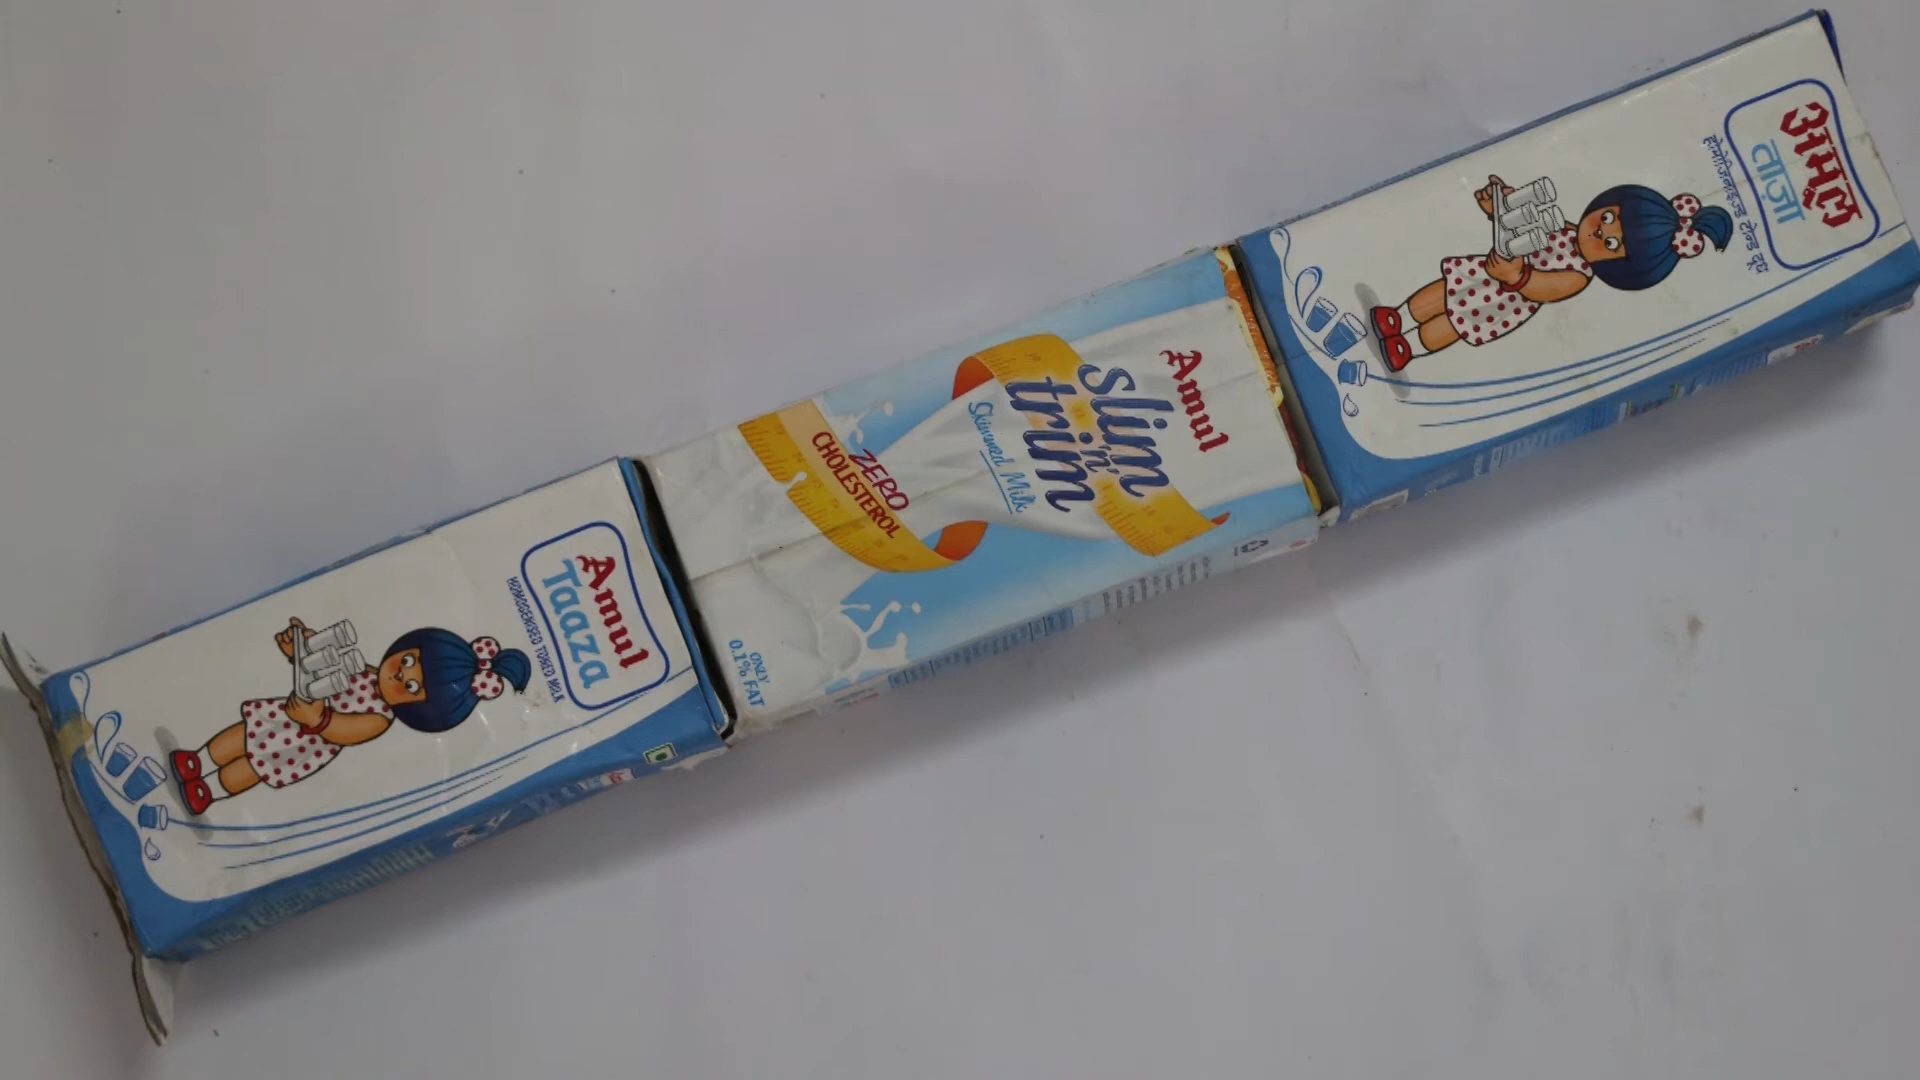 Amul
Taaza
HOMOGENISED TONED MILK
Amul
Slim
'n'
trim
Skimmed Milk
ZERO
CHOLESTEROL
ONLY
0.1% FAT
अमूल
ताज़ा
होमोजिनाइज़्ड टोन्ड दूध